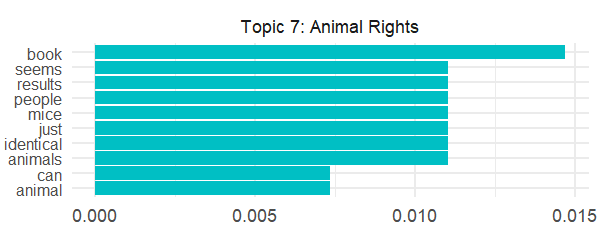 Topic 7: Animal Rights
book
seems
results
people
mice
just
identical
animals
can
animal
0.000 0.005 0.010 0.015